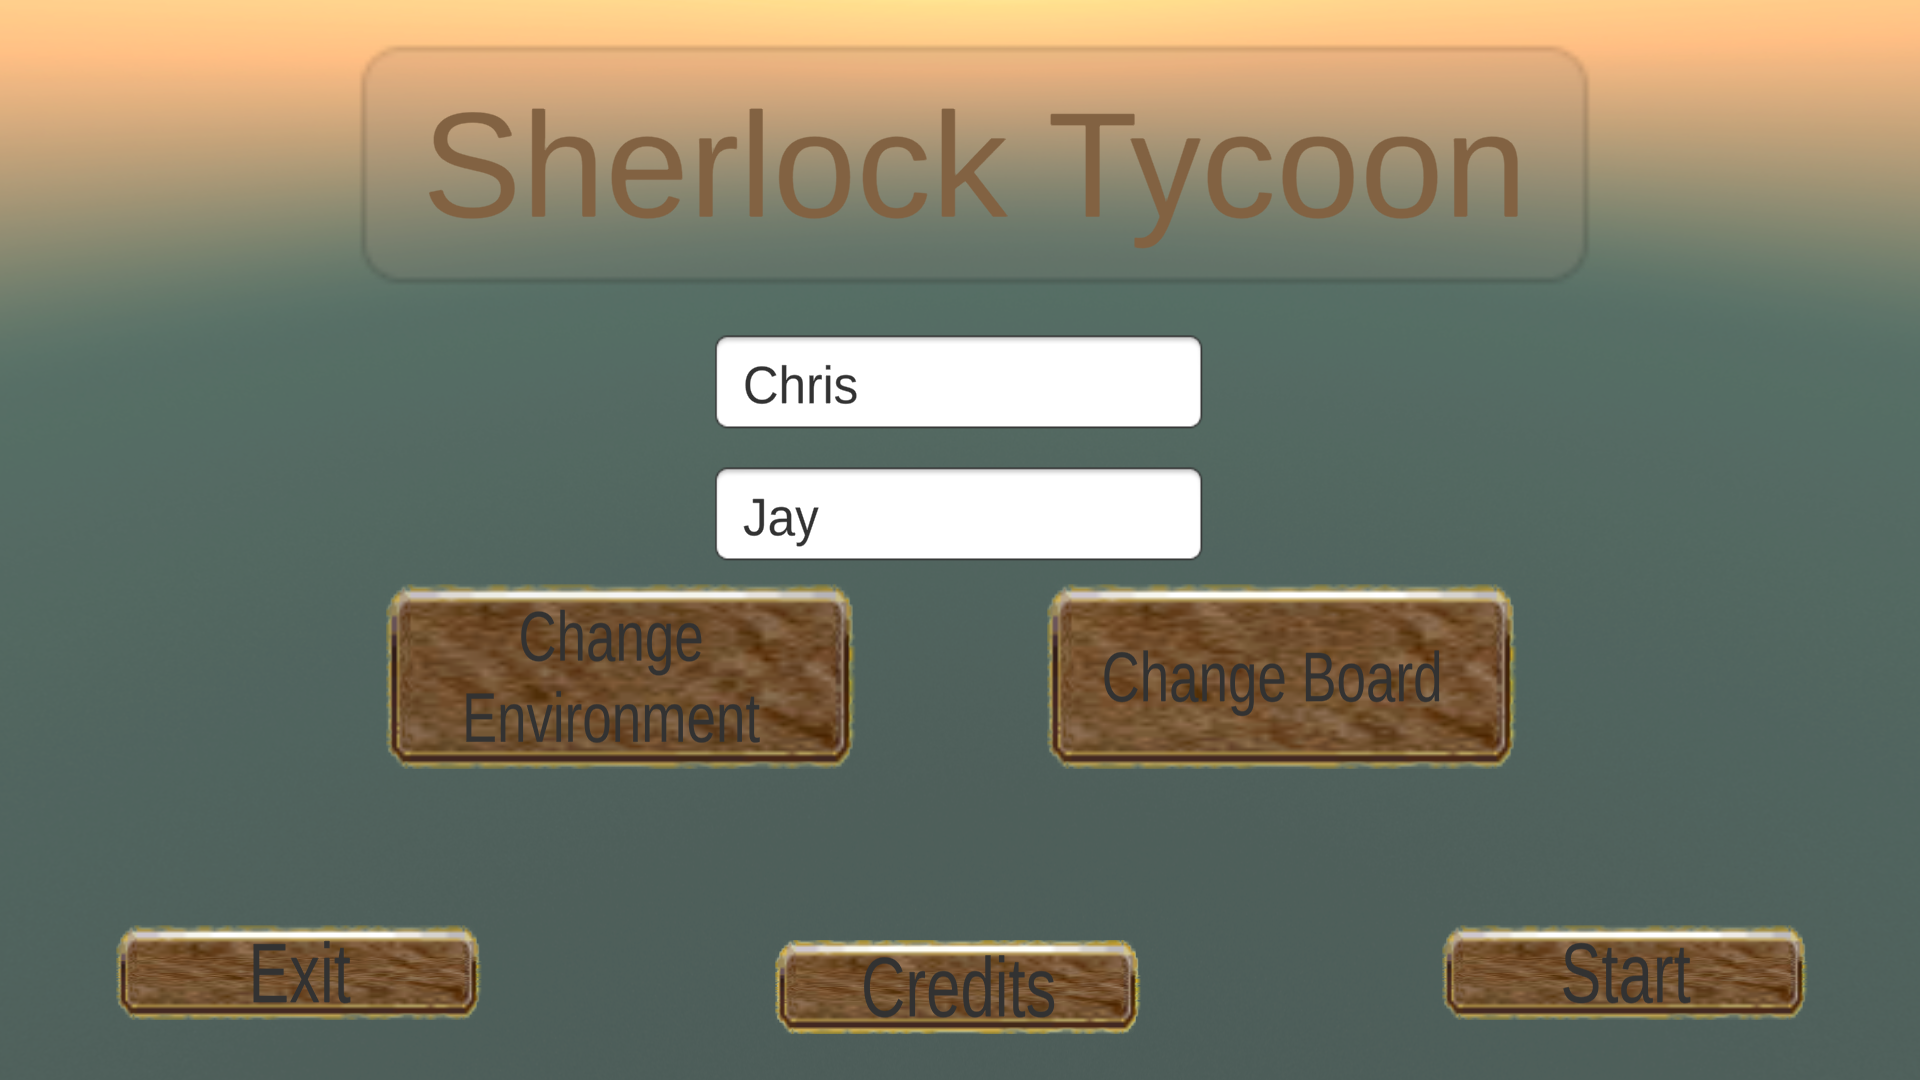 Sherlock Tycoon
Chris
Jay
Change
Environment
Change Board
Exit
Credits
Start